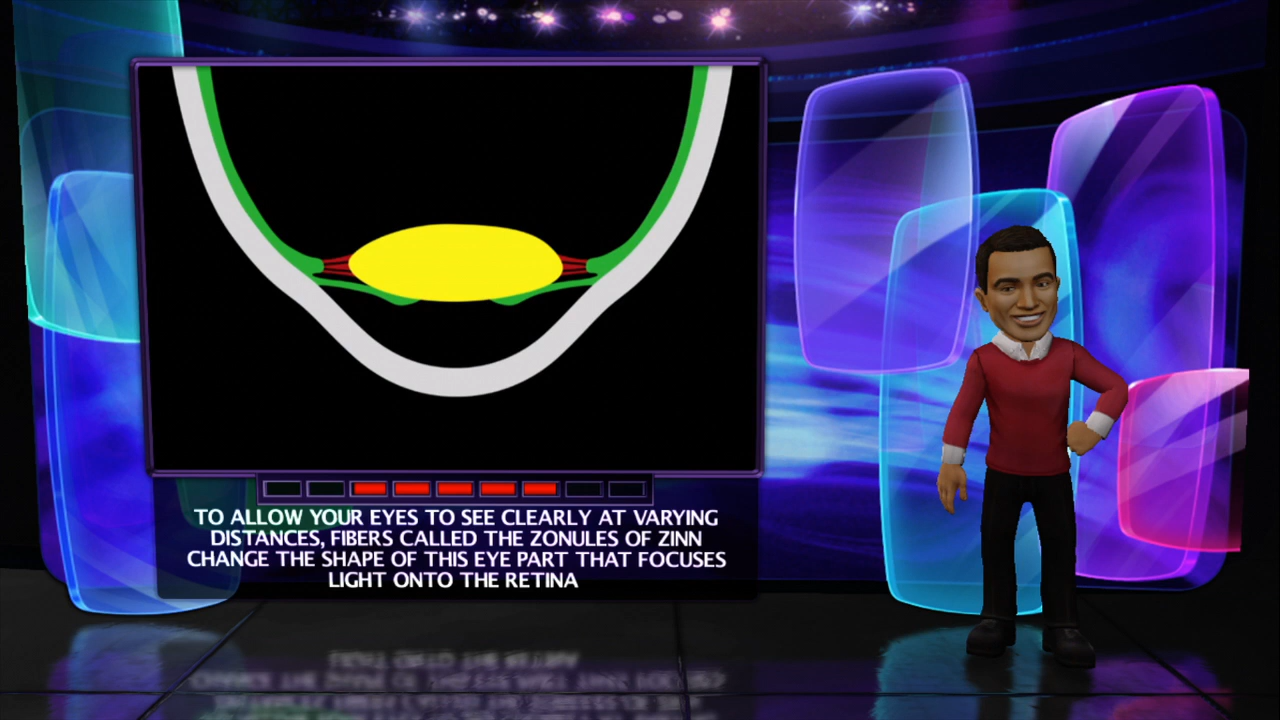 TO ALLOW YOUR EYES TO SEE CLEARLY AT VARYING
DISTANCES, FIBERS CALLED THE ZONULES OF ZINN
CHANGE THE SHAPE OF THIS EYE PART THAT FOCUSES
LIGHT ONTO THE RETINA